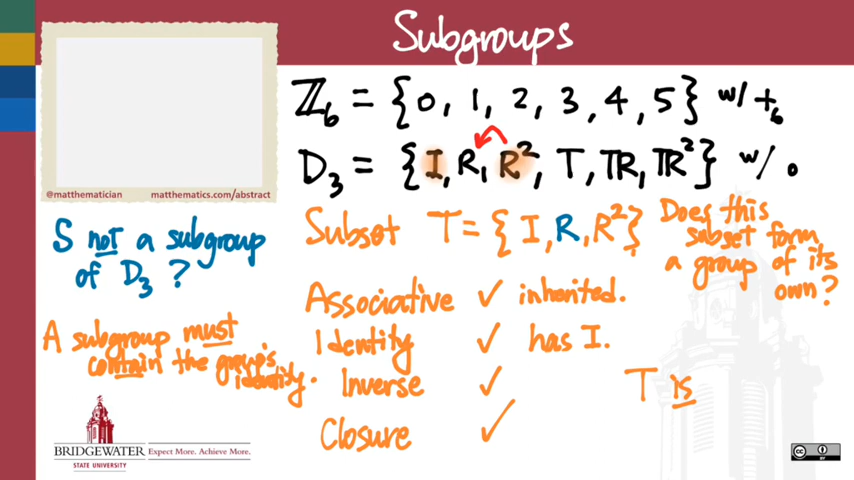 Subgroups
ℤ₆ = {0, 1, 2, 3, 4, 5} w/ +₆
D₃ = {I, R, R², T, TR, TR²} w/ ∘
@matthematician matthematics.com/abstract
S not a subgroup
of D₃ ?
A subgroup must
contain the group's
identity.
Subset T = {I, R, R²}
Does this
subset form
a group of its
own?
Associative ✓ inherited.
Identity ✓ has I.
Inverse ✓
Closure ✓
T is
BRIDGEWATER
STATE UNIVERSITY
Expect More. Achieve More.
cc
BY